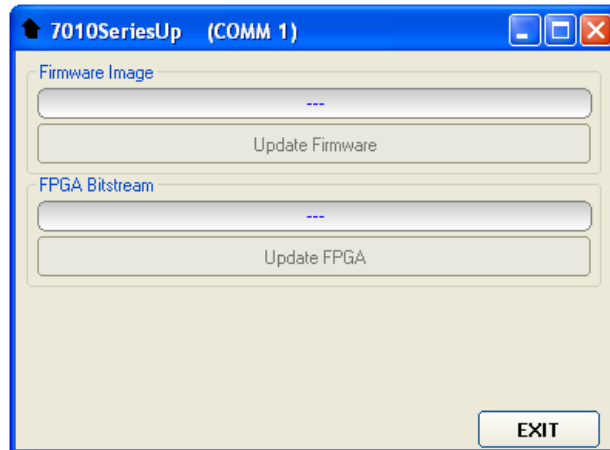 7010SeriesUp (COMM 1)
Firmware Image
---
Update Firmware
FPGA Bitstream
---
Update FPGA
EXIT